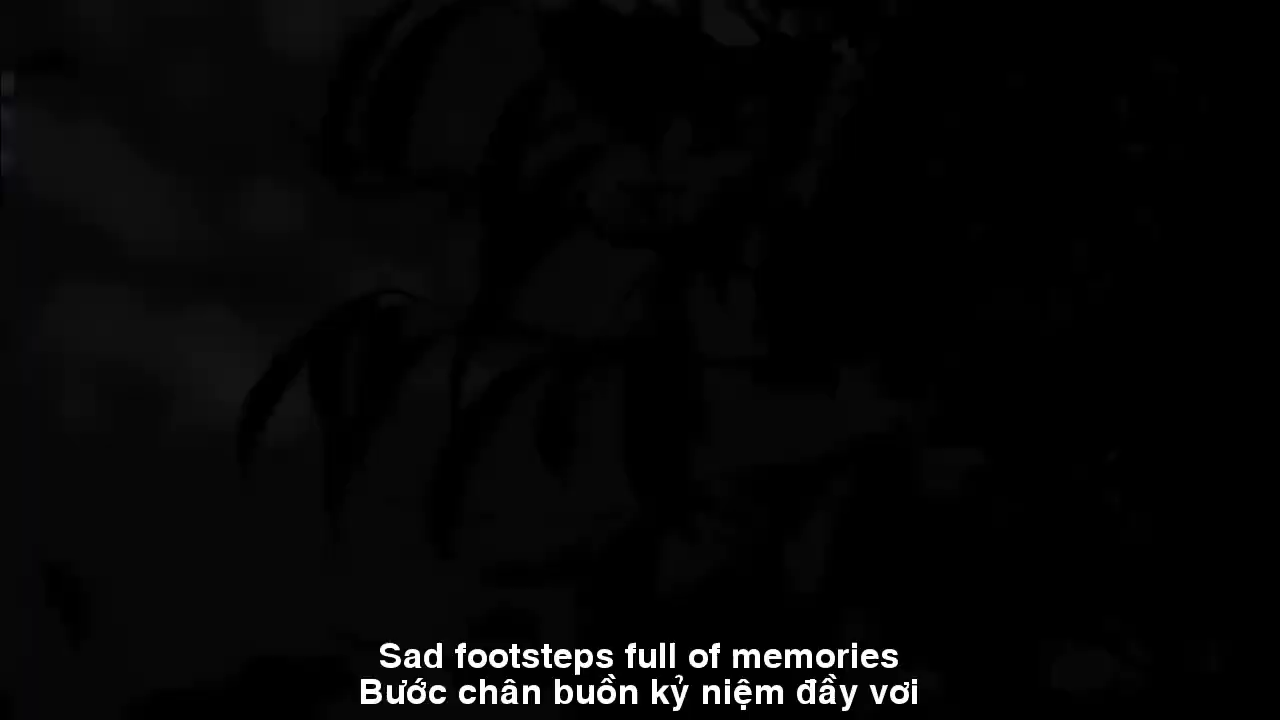 Sad footsteps full of memories
Bước chân buồn kỷ niệm đầy vơi